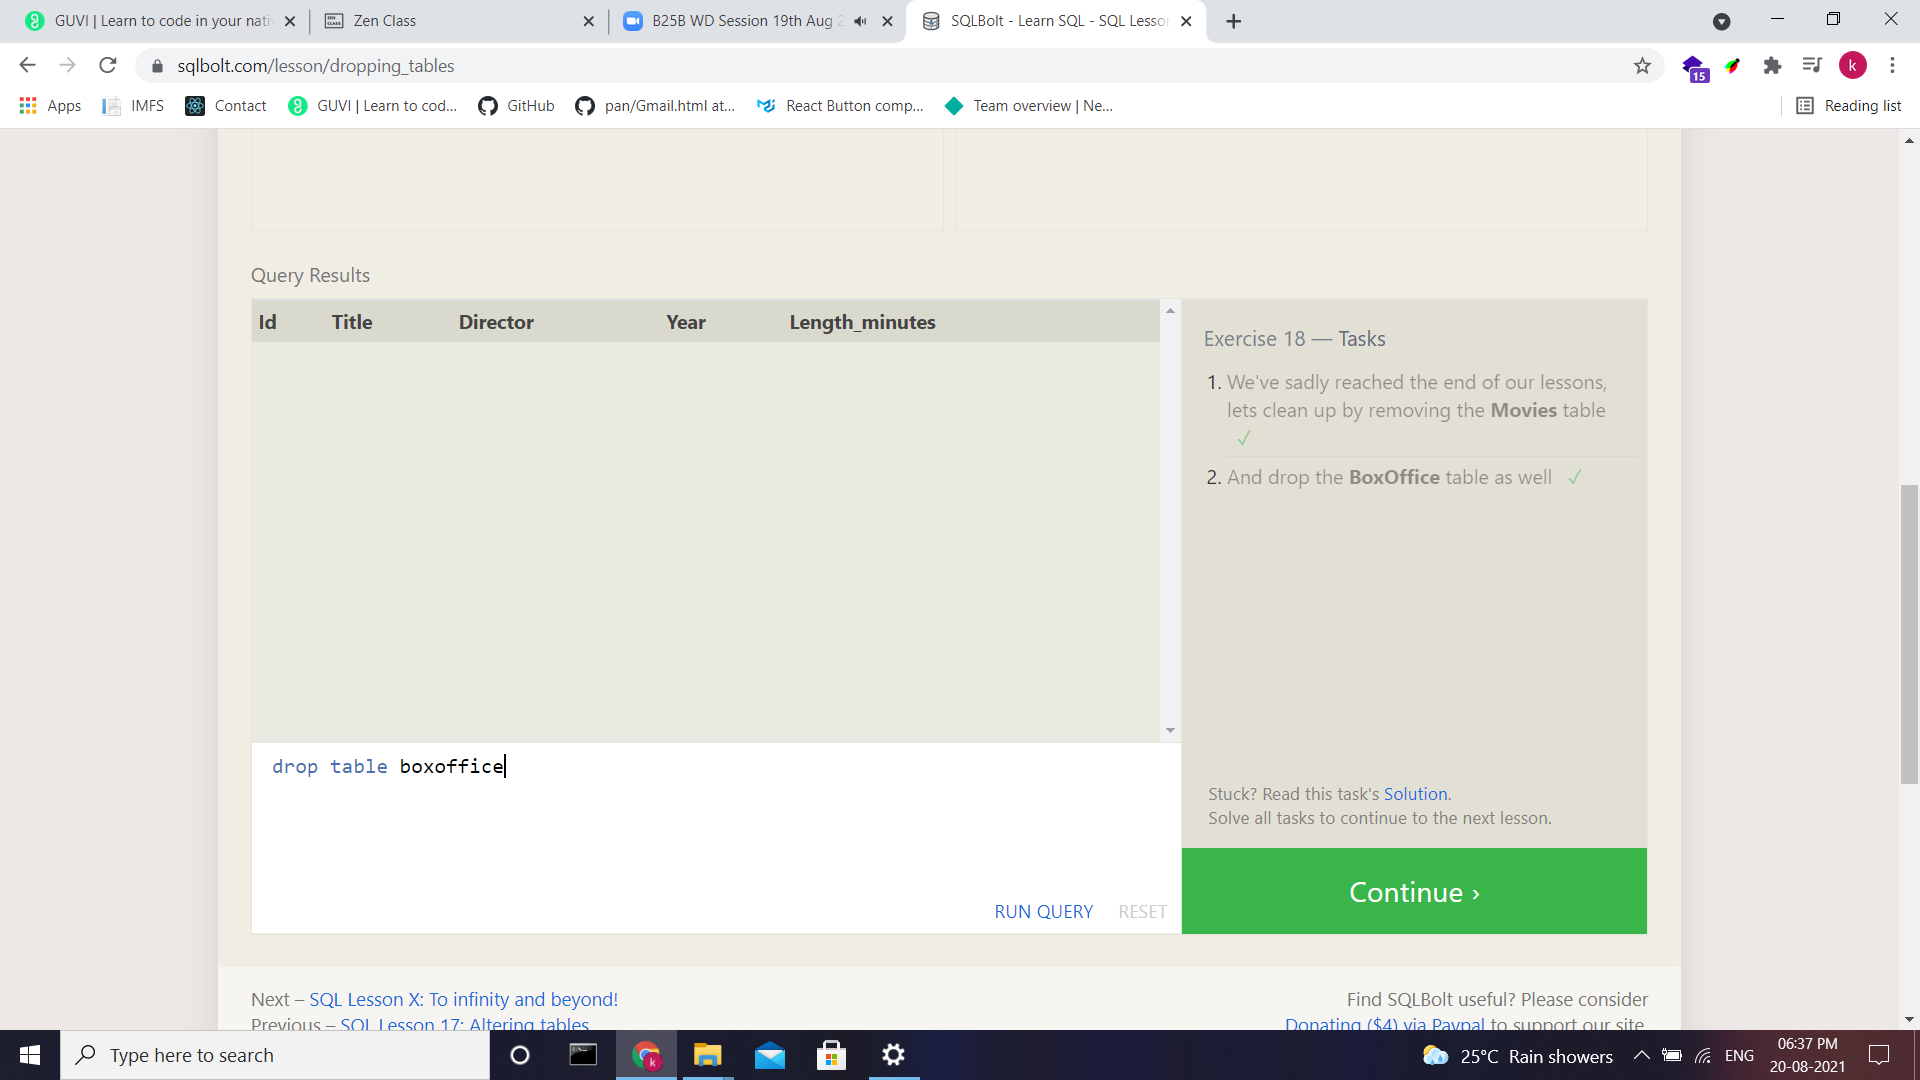 GUVI | Learn to code in your nati
Zen Class
B25B WD Session 19th Aug 2
SQLBolt - Learn SQL - SQL Lesson
sqlbolt.com/lesson/dropping_tables
15
k
Apps
IMFS
Contact
GUVI | Learn to cod...
GitHub
pan/Gmail.html at...
React Button comp...
Team overview | Ne...
Reading list
Query Results
Id Title Director Year Length_minutes
Exercise 18 — Tasks
1. We've sadly reached the end of our lessons,
lets clean up by removing the Movies table
✓
2. And drop the BoxOffice table as well ✓
drop table boxoffice
Stuck? Read this task's Solution.
Solve all tasks to continue to the next lesson.
RUN QUERY RESET
Continue ›
Next – SQL Lesson X: To infinity and beyond!
Previous – SQL Lesson 17: Altering tables
Find SQLBolt useful? Please consider
Donating ($4) via Paypal to support our site.
Type here to search
k
25°C Rain showers
ENG
06:37 PM
20-08-2021